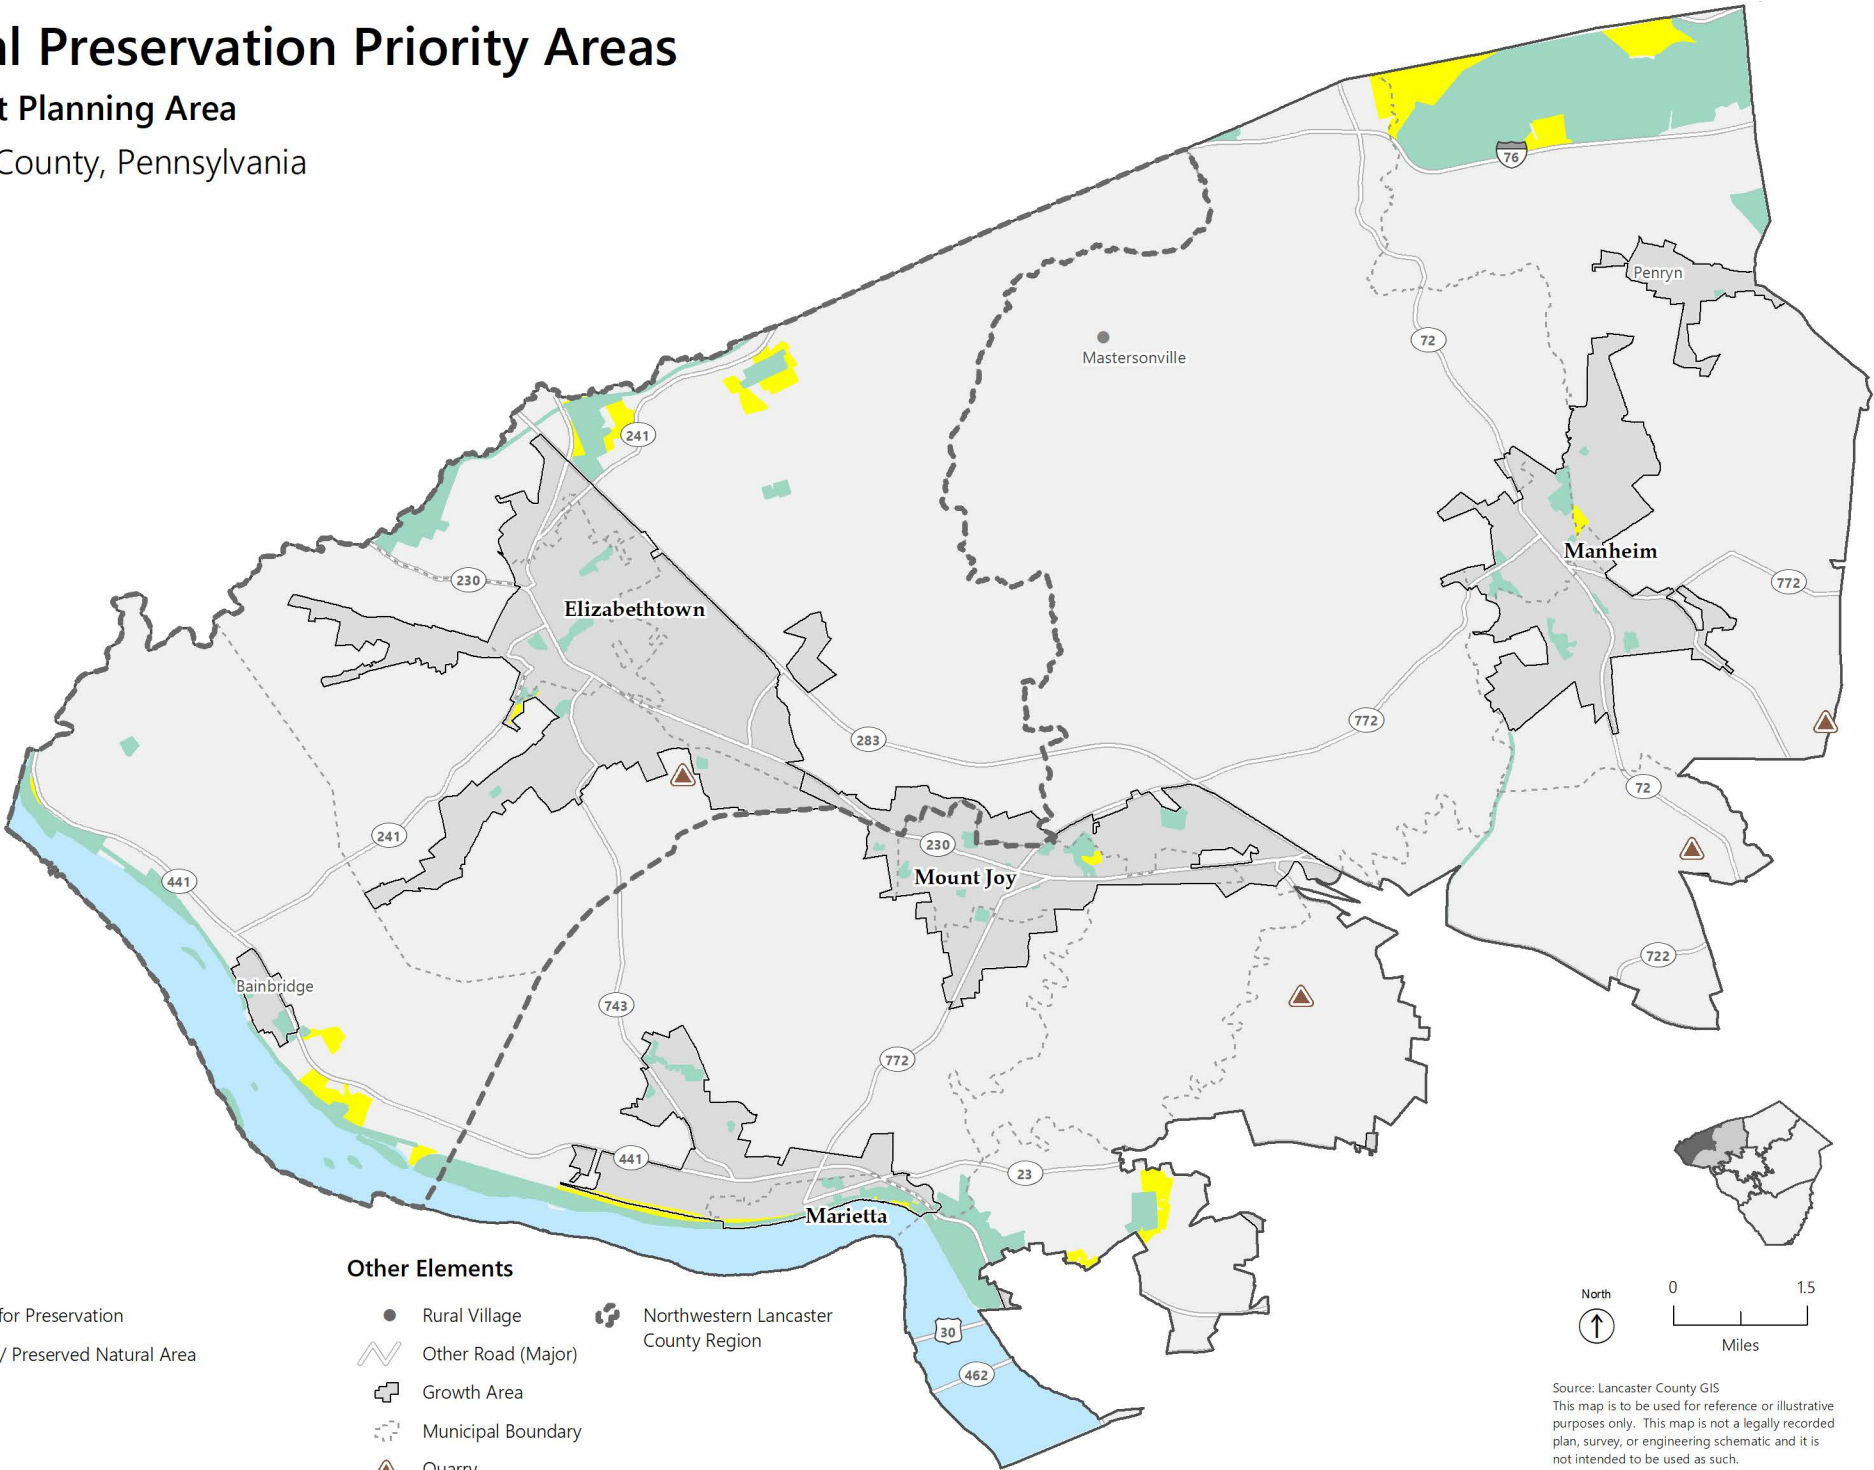 l Preservation Priority Areas
t Planning Area
County, Pennsylvania
76
Penryn
72
Mastersonville
241
Manheim
230
772
Elizabethtown
772
283
72
241
230
Mount Joy
441
722
Bainbridge
743
772
441
23
Marietta
Other Elements
for Preservation
Rural Village
Northwestern Lancaster
County Region
/ Preserved Natural Area
Other Road (Major)
Growth Area
Municipal Boundary
Quarry
30
462
North
0 1.5
Miles
Source: Lancaster County GIS
This map is to be used for reference or illustrative
purposes only. This map is not a legally recorded
plan, survey, or engineering schematic and it is
not intended to be used as such.